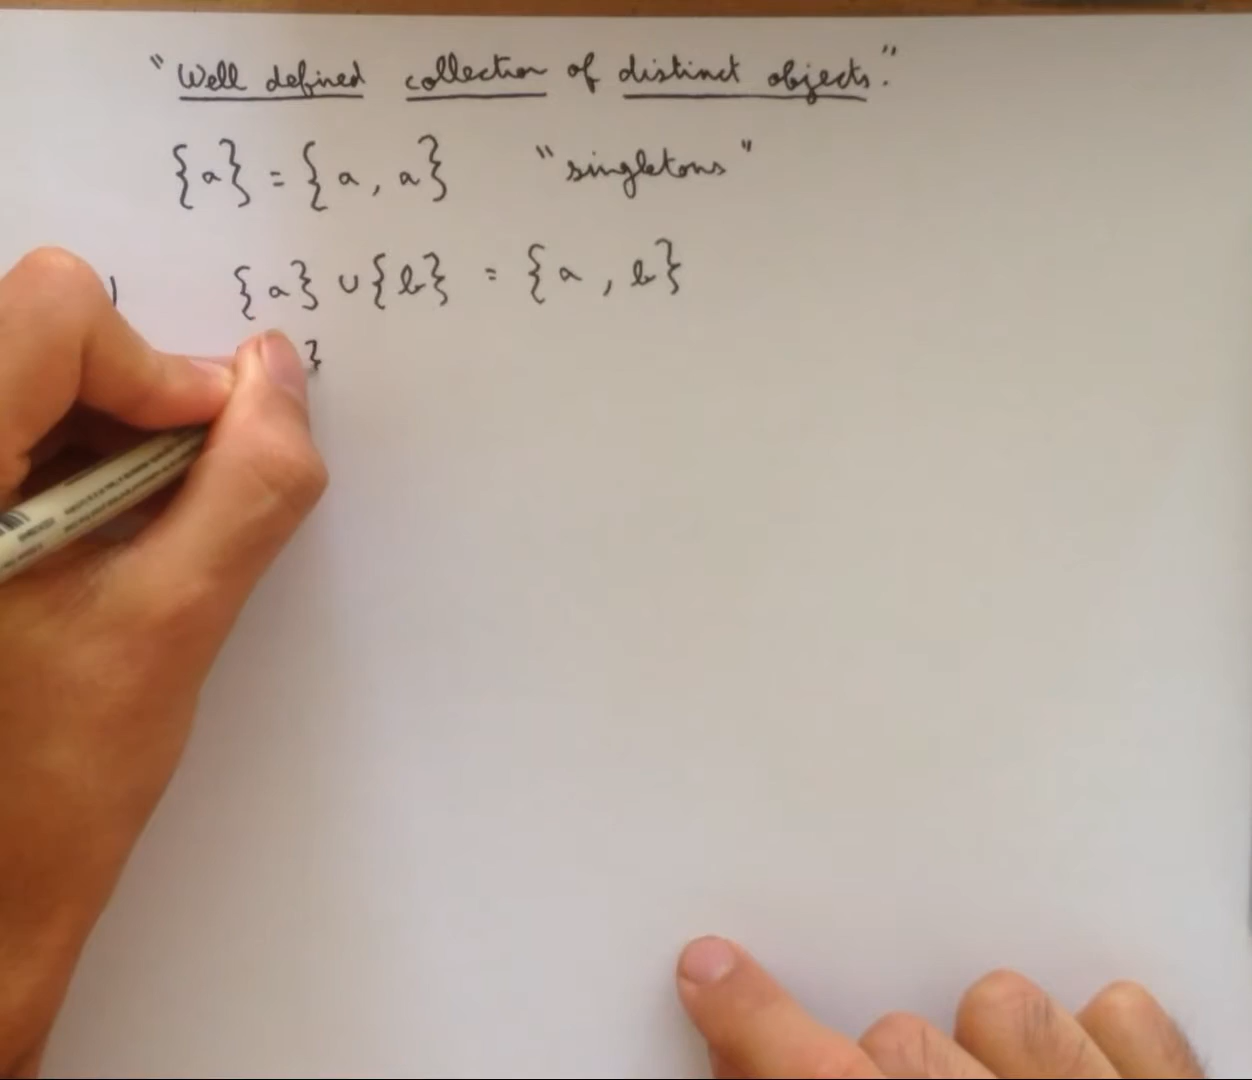 "Well defined collection of distinct objects."
{a} = {a, a} "singletons"
) {a} ∪ {b} = {a, b}
}